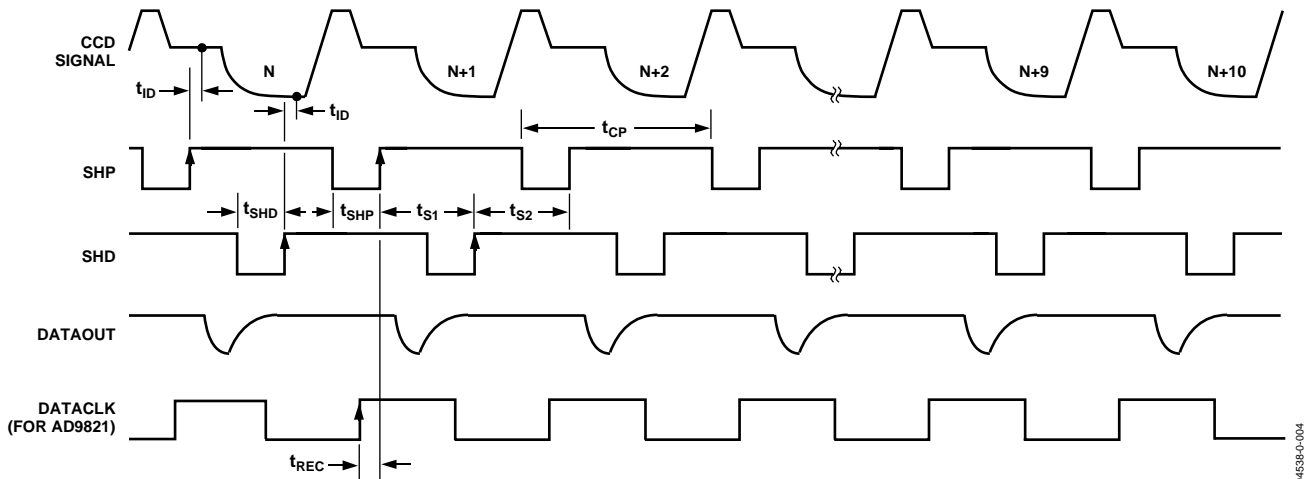 CCD
SIGNAL
N
N+1
N+2
N+9
N+10
tID
tID
tCP
SHP
tSHD
tSHP
tS1
tS2
SHD
DATAOUT
DATACLK
(FOR AD9821)
tREC
04538-0-004